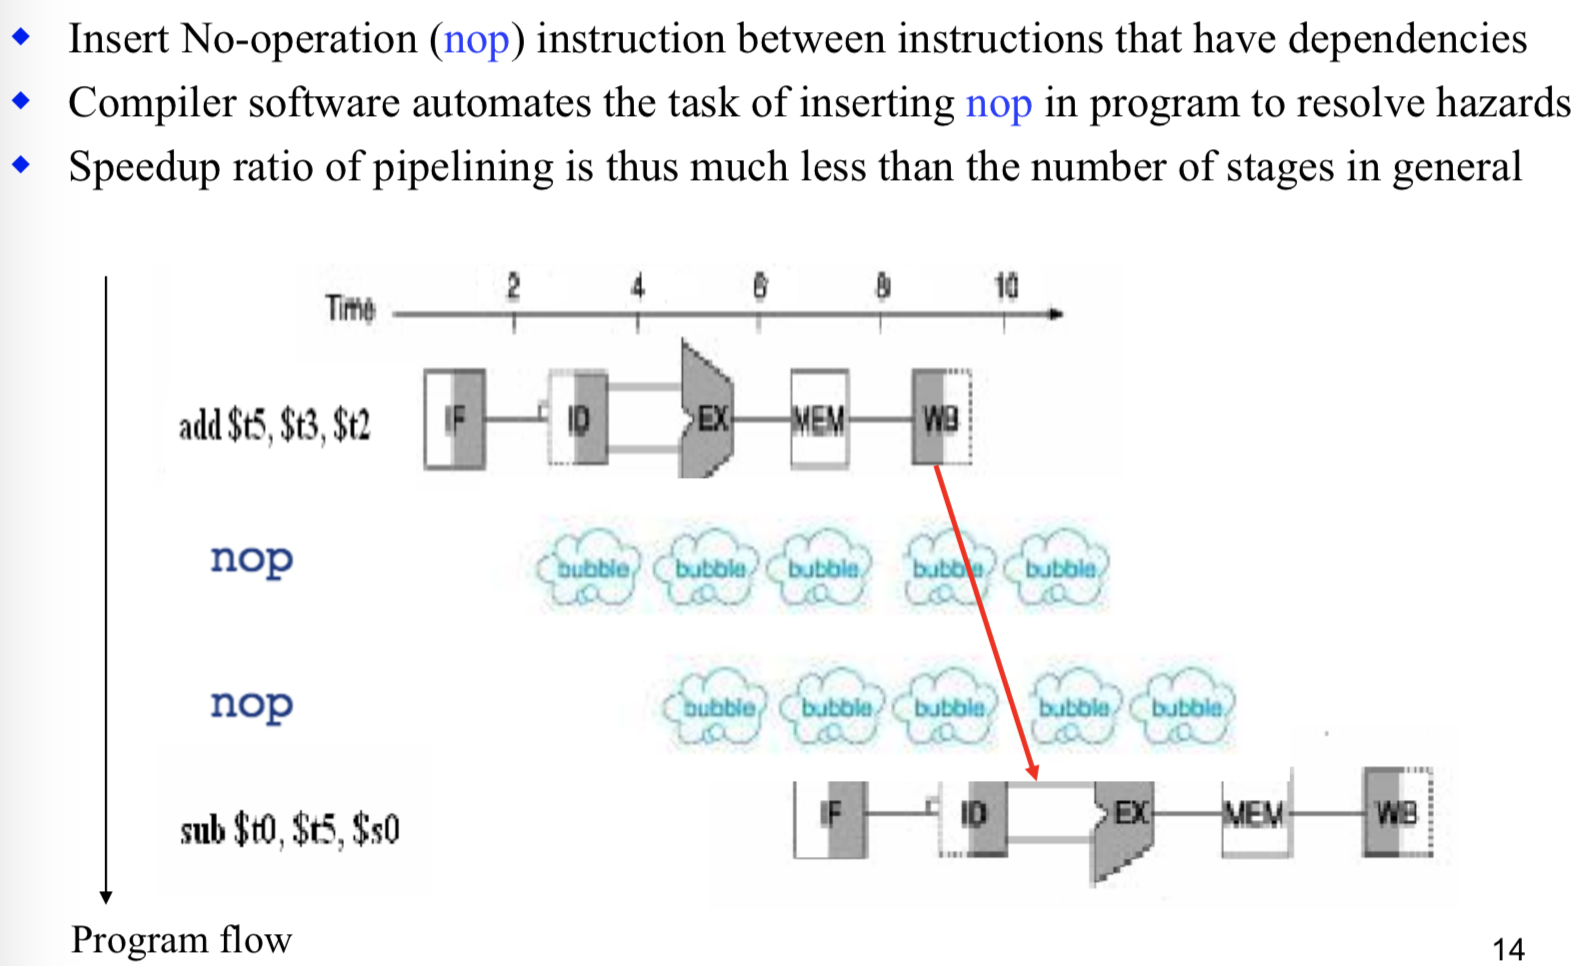 Insert No-operation (nop) instruction between instructions that have dependencies
Compiler software automates the task of inserting nop in program to resolve hazards
Speedup ratio of pipelining is thus much less than the number of stages in general
Time 2 4 6 8 10
add $t5, $t3, $t2 IF ID EX MEM WB
nop bubble bubble bubble bubble bubble
nop bubble bubble bubble bubble bubble
sub $t0, $t5, $s0 IF ID EX MEM WB
Program flow
14